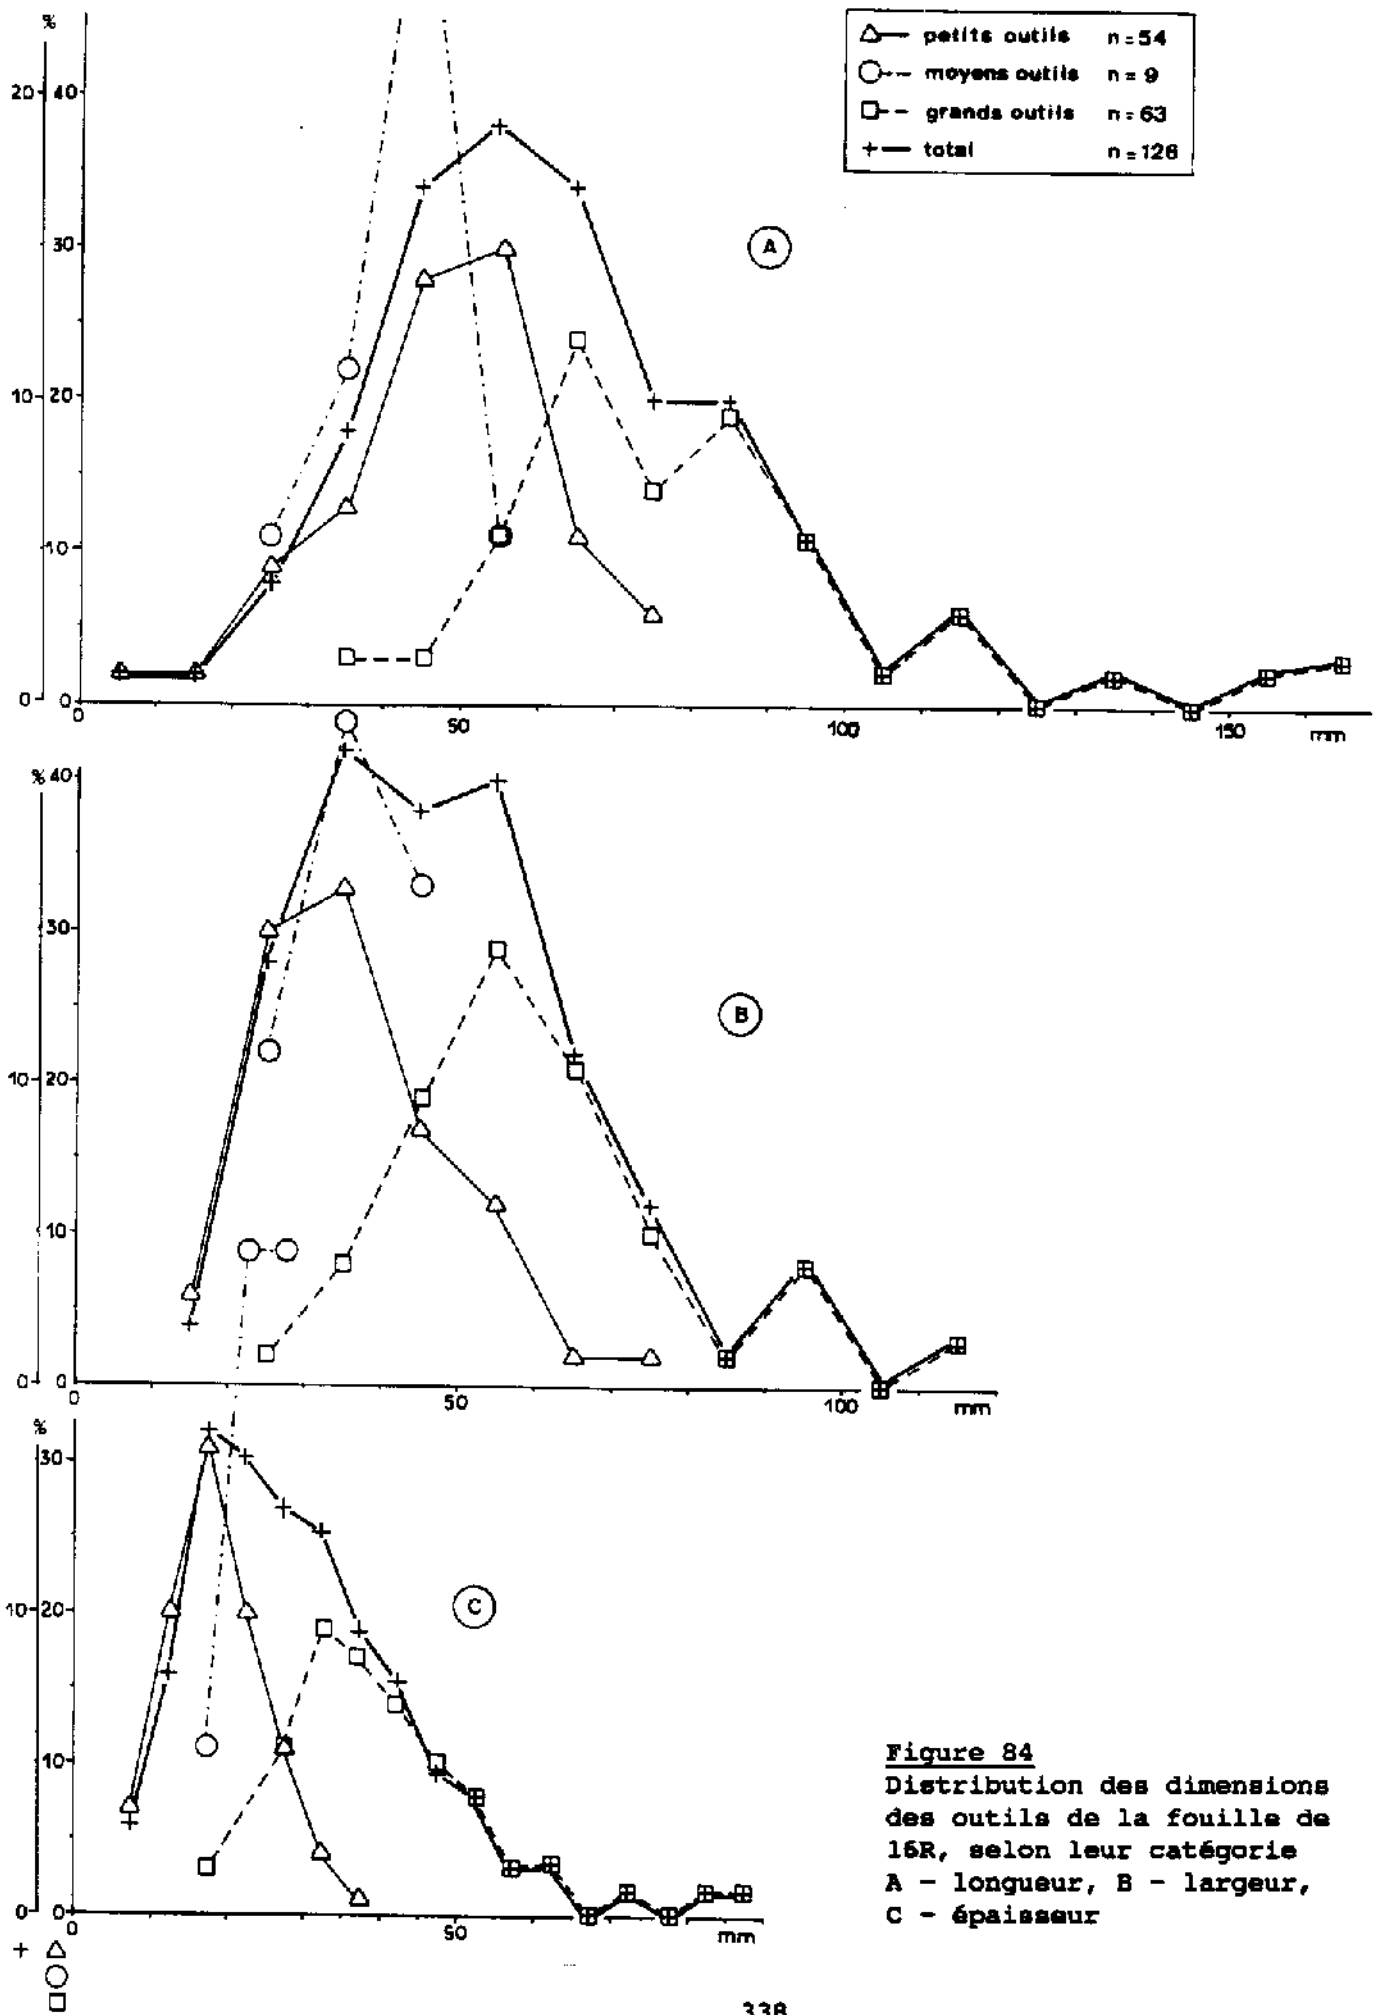 petits outils n=54
moyens outils n=9
grands outils n=63
total n=126
%
20 40
30
10 20
10
0 0
A
0 50 100 150 mm
% 40
30
10 20
10
0 0
B
0 50 100 mm
%
30
10 20
10
0 0
C
0 50 mm
Figure 84
Distribution des dimensions
des outils de la fouille de
16R, selon leur catégorie
A - longueur, B - largeur,
C - épaisseur
338